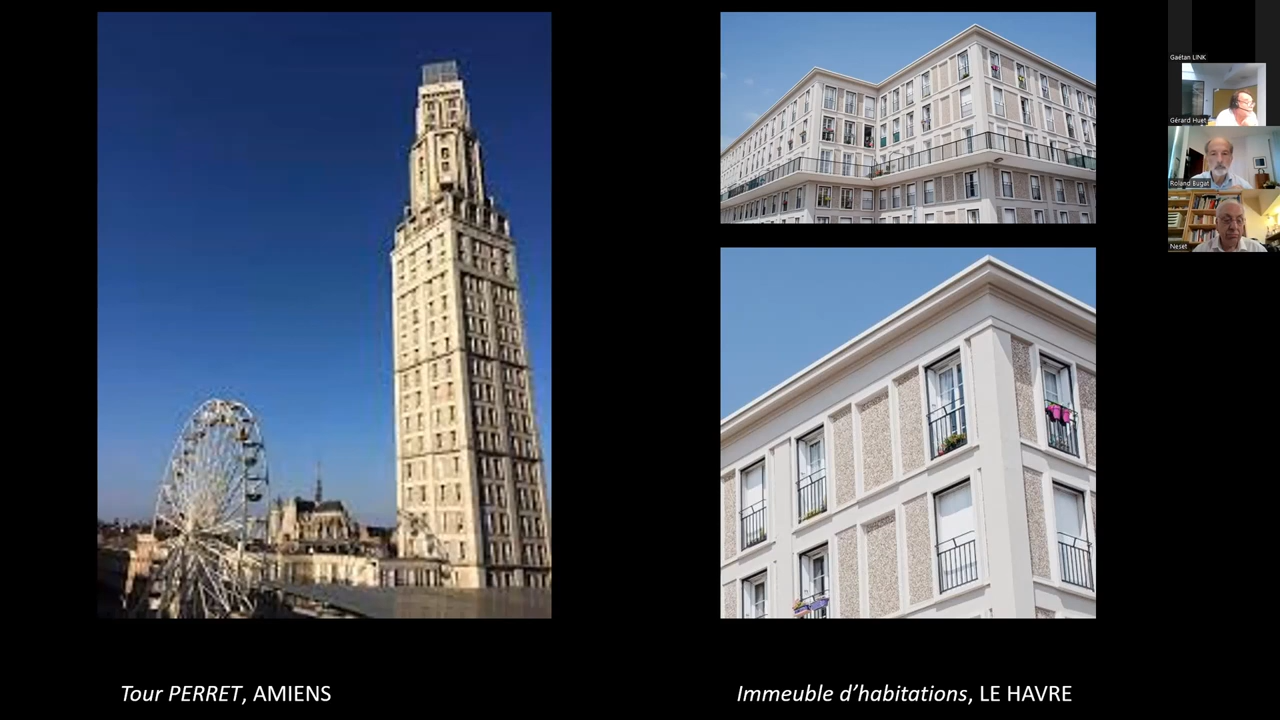 Gaëtan LINK
Gérard Huet
Roland Bugat
Neset
Tour PERRET, AMIENS
Immeuble d’habitations, LE HAVRE